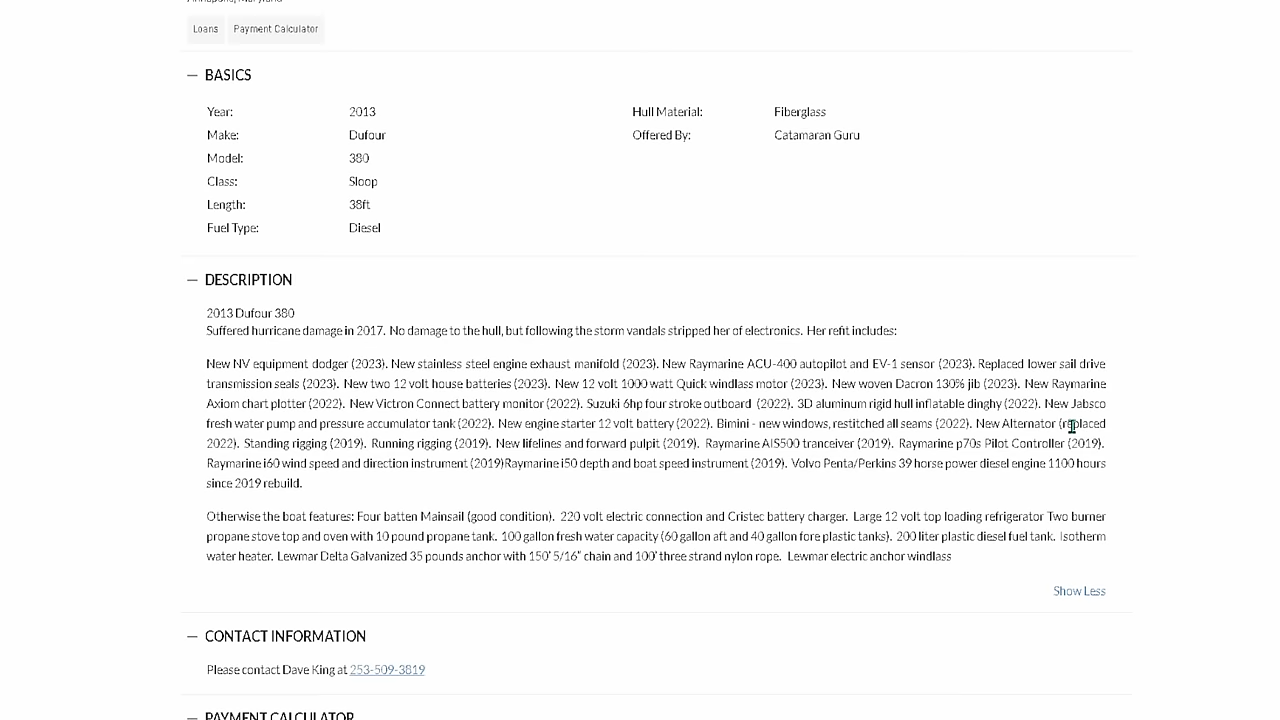 Annapolis, Maryland
Loans Payment Calculator
— BASICS
Year: 2013 Hull Material: Fiberglass
Make: Dufour Offered By: Catamaran Guru
Model: 380
Class: Sloop
Length: 38ft
Fuel Type: Diesel
— DESCRIPTION
2013 Dufour 380
Suffered hurricane damage in 2017. No damage to the hull, but following the storm vandals stripped her of electronics. Her refit includes:
New NV equipment dodger (2023). New stainless steel engine exhaust manifold (2023). New Raymarine ACU-400 autopilot and EV-1 sensor (2023). Replaced lower sail drive
transmission seals (2023). New two 12 volt house batteries (2023). New 12 volt 1000 watt Quick windlass motor (2023). New woven Dacron 130% jib (2023). New Raymarine
Axiom chart plotter (2022). New Victron Connect battery monitor (2022). Suzuki 6hp four stroke outboard (2022). 3D aluminum rigid hull inflatable dinghy (2022). New Jabsco
fresh water pump and pressure accumulator tank (2022). New engine starter 12 volt battery (2022). Bimini - new windows, restitched all seams (2022). New Alternator (replaced
2022). Standing rigging (2019). Running rigging (2019). New lifelines and forward pulpit (2019). Raymarine AIS500 tranceiver (2019). Raymarine p70s Pilot Controller (2019).
Raymarine i60 wind speed and direction instrument (2019)Raymarine i50 depth and boat speed instrument (2019). Volvo Penta/Perkins 39 horse power diesel engine 1100 hours
since 2019 rebuild.
Otherwise the boat features: Four batten Mainsail (good condition). 220 volt electric connection and Cristec battery charger. Large 12 volt top loading refrigerator Two burner
propane stove top and oven with 10 pound propane tank. 100 gallon fresh water capacity (60 gallon aft and 40 gallon fore plastic tanks). 200 liter plastic diesel fuel tank. Isotherm
water heater. Lewmar Delta Galvanized 35 pounds anchor with 150' 5/16" chain and 100' three strand nylon rope. Lewmar electric anchor windlass
Show Less
— CONTACT INFORMATION
Please contact Dave King at 253-509-3819
— PAYMENT CALCULATOR